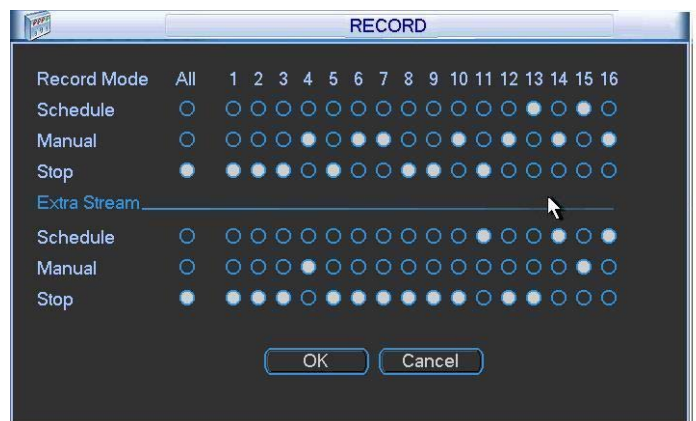 RECORD
Record Mode All 1 2 3 4 5 6 7 8 9 10 11 12 13 14 15 16
Schedule
Manual
Stop
Extra Stream
Schedule
Manual
Stop
OK Cancel